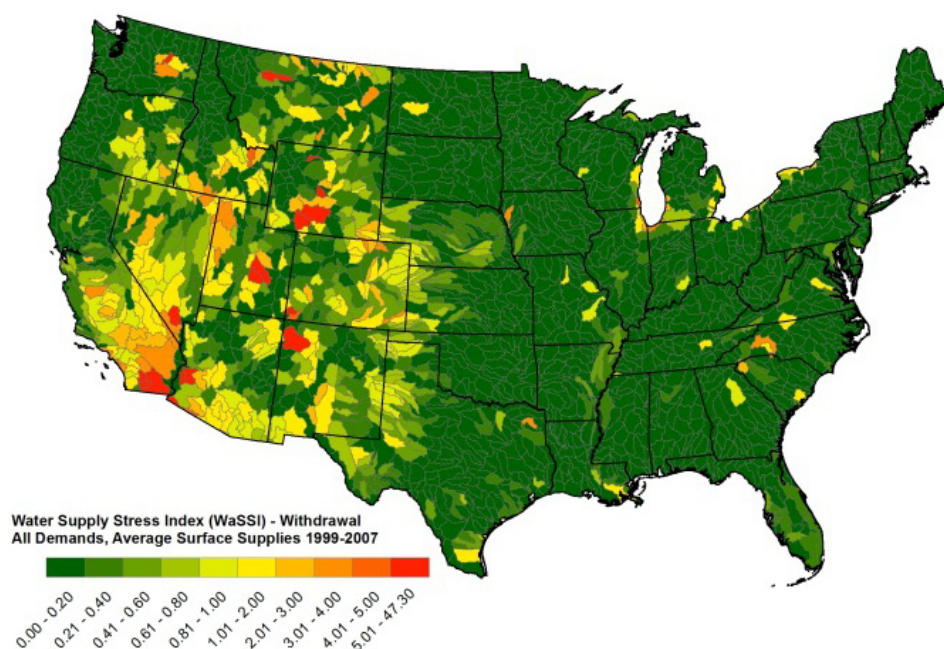 Water Supply Stress Index (WaSSI) - Withdrawal
All Demands, Average Surface Supplies 1999-2007
0.00 - 0.20
0.21 - 0.40
0.41 - 0.60
0.61 - 0.80
0.81 - 1.00
1.01 - 2.00
2.01 - 3.00
3.01 - 4.00
4.01 - 5.00
5.01 - 47.30